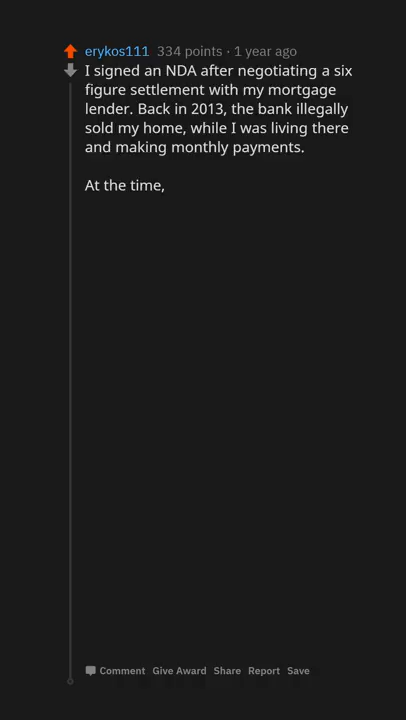 erykos111 334 points · 1 year ago
I signed an NDA after negotiating a six
figure settlement with my mortgage
lender. Back in 2013, the bank illegally
sold my home, while I was living there
and making monthly payments.
At the time,
Comment Give Award Share Report Save